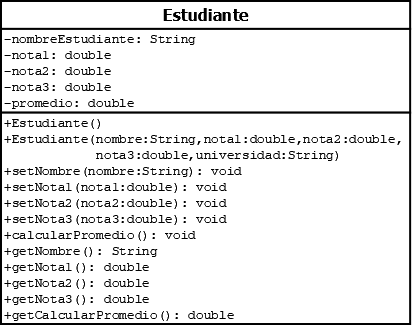 Estudiante
-nombreEstudiante: String
-nota1: double
-nota2: double
-nota3: double
-promedio: double
+Estudiante()
+Estudiante(nombre:String,nota1:double,nota2:double,
nota3:double,universidad:String)
+setNombre(nombre:String): void
+setNota1(nota1:double): void
+setNota2(nota2:double): void
+setNota3(nota3:double): void
+calcularPromedio(): void
+getNombre(): String
+getNota1(): double
+getNota2(): double
+getNota3(): double
+getCalcularPromedio(): double